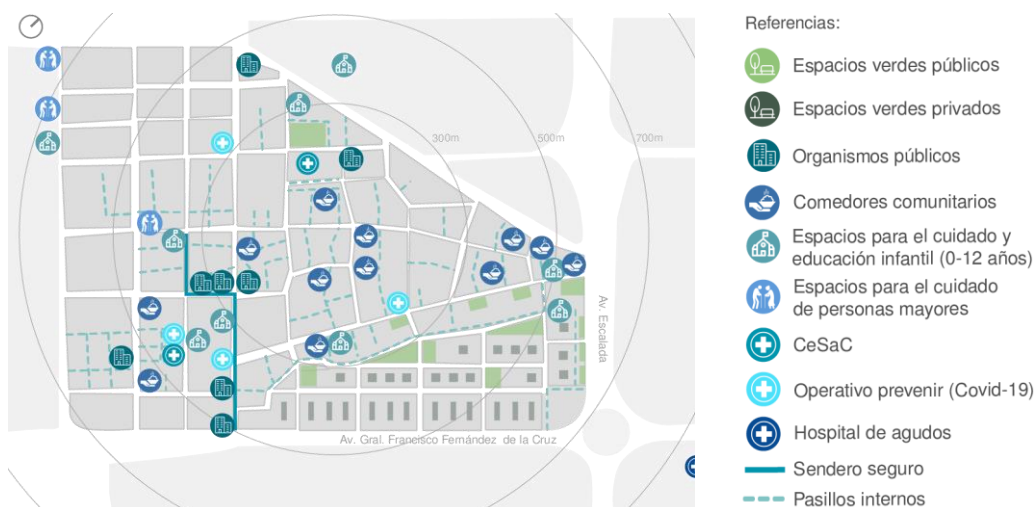 Referencias:
Espacios verdes públicos
Espacios verdes privados
Organismos públicos
Comedores comunitarios
Espacios para el cuidado y
educación infantil (0-12 años)
Espacios para el cuidado
de personas mayores
CeSaC
Operativo prevenir (Covid-19)
Hospital de agudos
Sendero seguro
Pasillos internos
300m
500m
700m
Av. Escalada
Av. Gral. Francisco Fernández de la Cruz